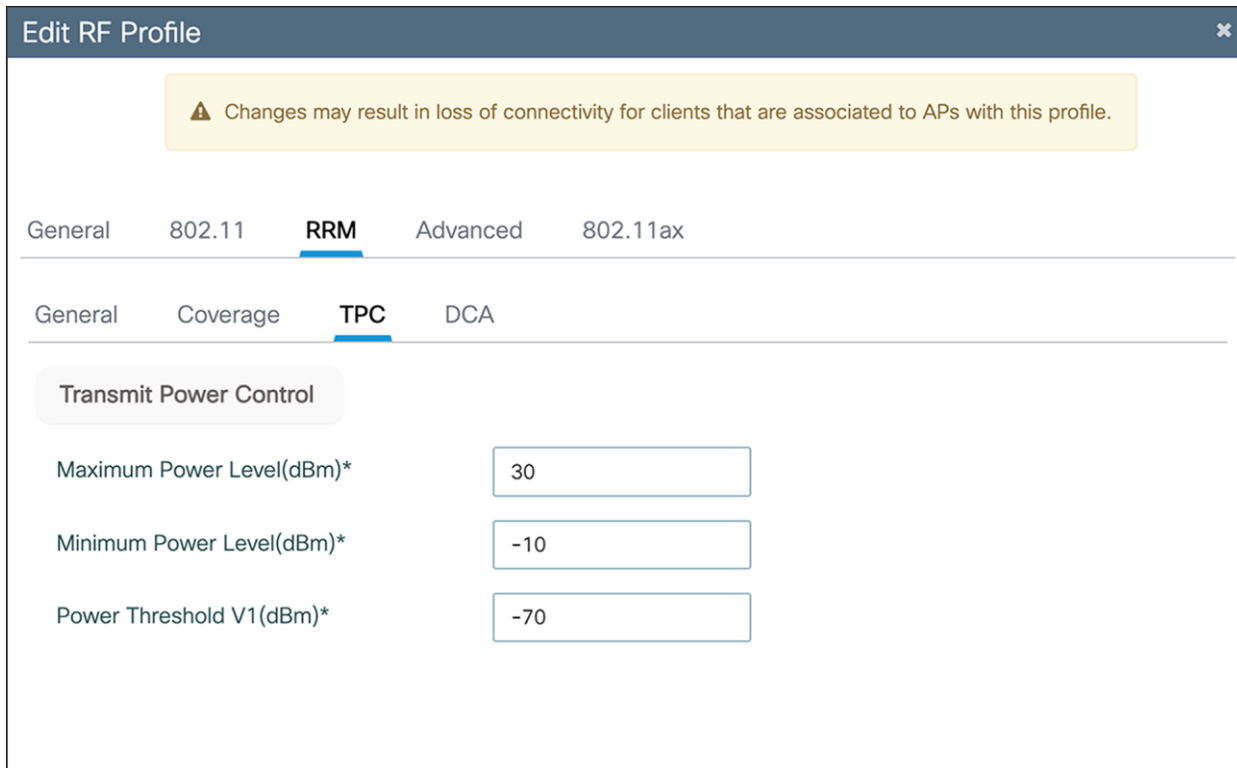 Edit RF Profile
Changes may result in loss of connectivity for clients that are associated to APs with this profile.
General 802.11 RRM Advanced 802.11ax
General Coverage TPC DCA
Transmit Power Control
Maximum Power Level(dBm)* 30
Minimum Power Level(dBm)* -10
Power Threshold V1(dBm)* -70